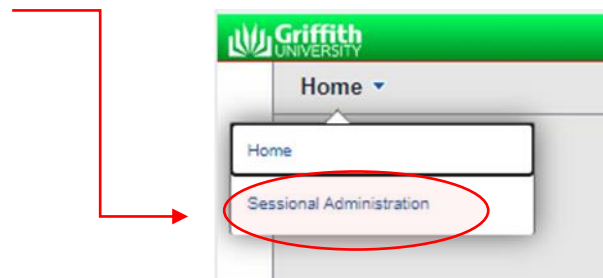 Griffith
UNIVERSITY
Home
Home
Sessional Administration